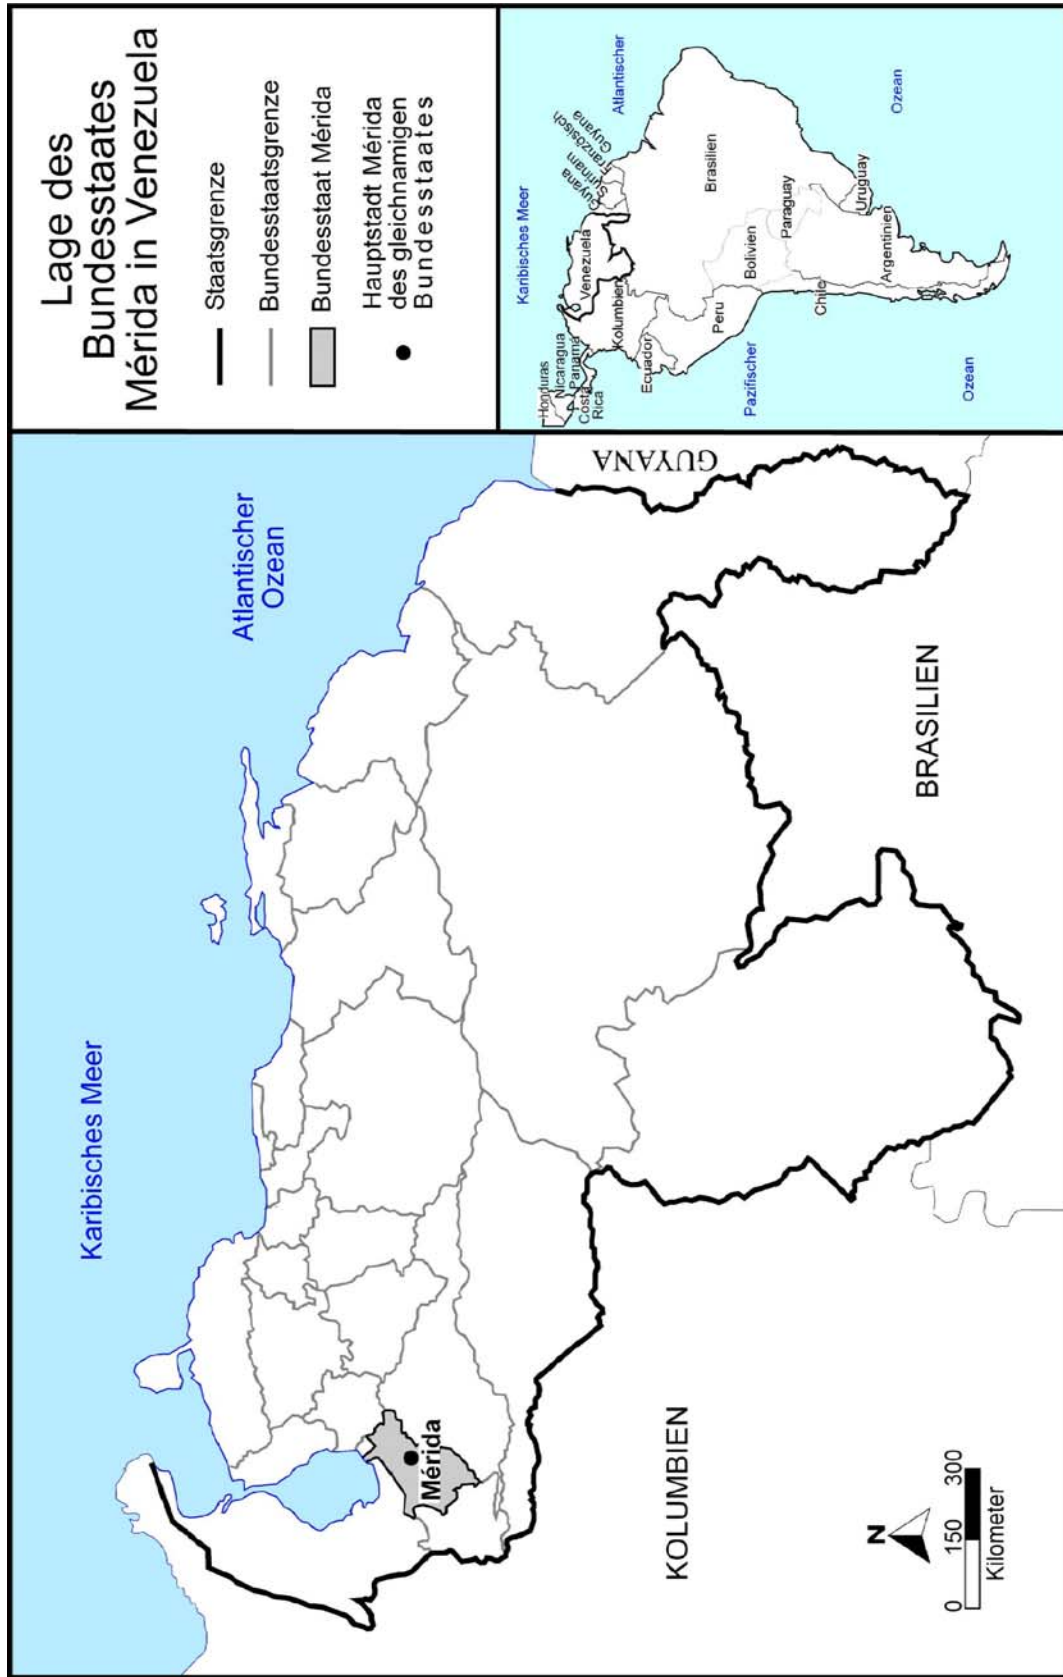 Lage des
Bundesstaates
Mérida in Venezuela
Staatsgrenze
Bundesstaatsgrenze
Bundesstaat Mérida
Hauptstadt Mérida
des gleichnamigen
Bundesstaates
Karibisches Meer
Atlantischer
Ozean
GUYANA
BRASILIEN
KOLUMBIEN
Mérida
N
0 150 300
Kilometer
Karibisches Meer
Atlantischer
Ozean
Pazifischer
Ozean
Honduras
Nicaragua
Costa
Rica
Panamá
Venezuela
Guyana
Surinam
Französisch
Guyana
Kolumbien
Ecuador
Peru
Brasilien
Bolivien
Paraguay
Chile
Argentinien
Uruguay